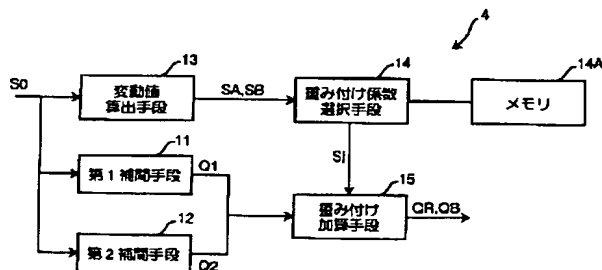 4
13
14
14A
S0
変動値
算出手段
SA,SB
重み付け係数
選択手段
メモリ
11
第1補間手段
Q1
Si
15
重み付け
加算手段
QR,QB
12
第2補間手段
Q2